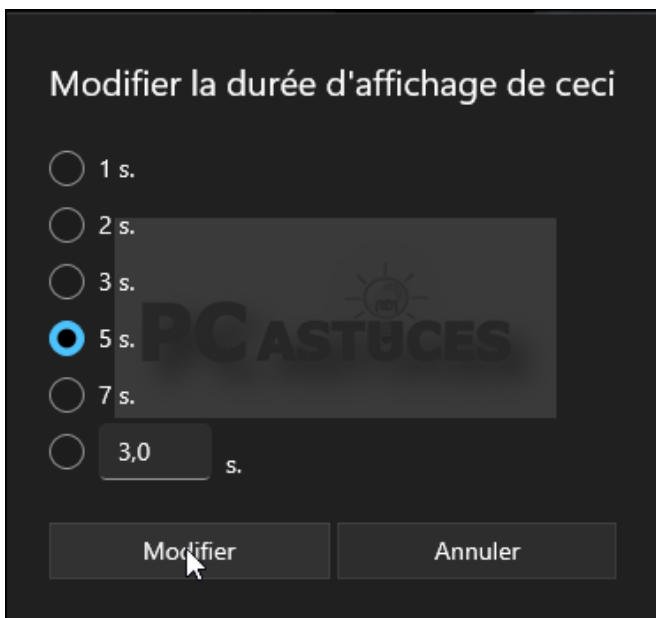 Modifier la durée d'affichage de ceci
1 s.
2 s.
3 s.
PC ASTUCES
5 s.
7 s.
3,0 s.
Modifier Annuler